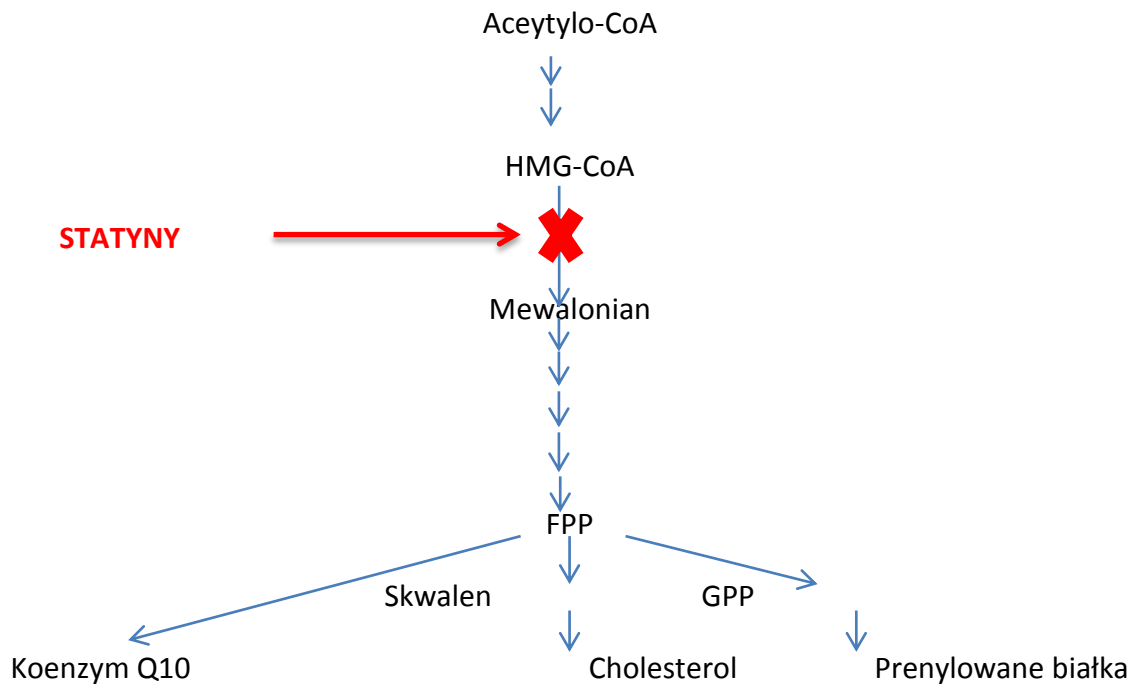 Aceytylo-CoA
HMG-CoA
STATYNY
Mewalonian
FPP
Skwalen
GPP
Koenzym Q10
Cholesterol
Prenylowane białka